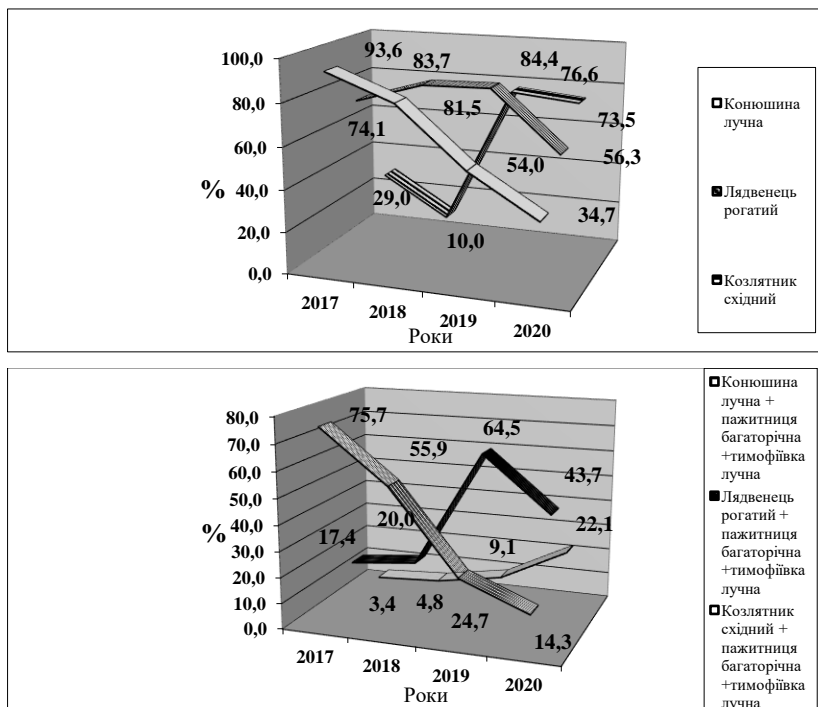 100,0
80,0
60,0
40,0
20,0
0,0
%
93,6
83,7
84,4
76,6
74,1
81,5
73,5
54,0
56,3
29,0
10,0
34,7
2017
2018
2019
2020
Роки
Конюшина
лучна
Лядвенець
рогатий
Козлятник
східний
80,0
70,0
60,0
50,0
40,0
30,0
20,0
10,0
0,0
%
75,7
55,9
64,5
43,7
17,4
20,0
22,1
9,1
3,4
4,8
24,7
14,3
2017
2018
2019
2020
Роки
Конюшина
лучна +
пажитниця
багаторічна
+тимофіївка
лучна
Лядвенець
рогатий +
пажитниця
багаторічна
+тимофіївка
лучна
Козлятник
східний +
пажитниця
багаторічна
+тимофіївка
лучна